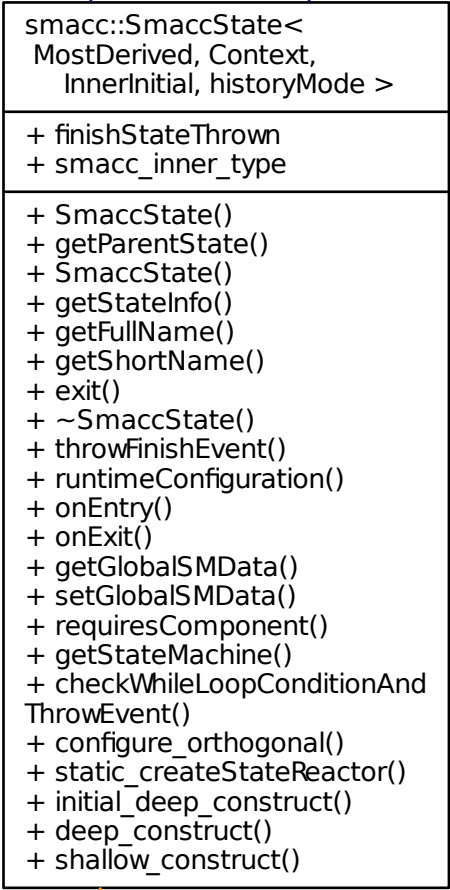 smacc::SmaccState<
MostDerived, Context,
InnerInitial, historyMode >
+ finishStateThrown
+ smacc_inner_type
+ SmaccState()
+ getParentState()
+ SmaccState()
+ getStateInfo()
+ getFullName()
+ getShortName()
+ exit()
+ ~SmaccState()
+ throwFinishEvent()
+ runtimeConfiguration()
+ onEntry()
+ onExit()
+ getGlobalSMData()
+ setGlobalSMData()
+ requiresComponent()
+ getStateMachine()
+ checkWhileLoopConditionAnd
ThrowEvent()
+ configure_orthogonal()
+ static_createStateReactor()
+ initial_deep_construct()
+ deep_construct()
+ shallow_construct()